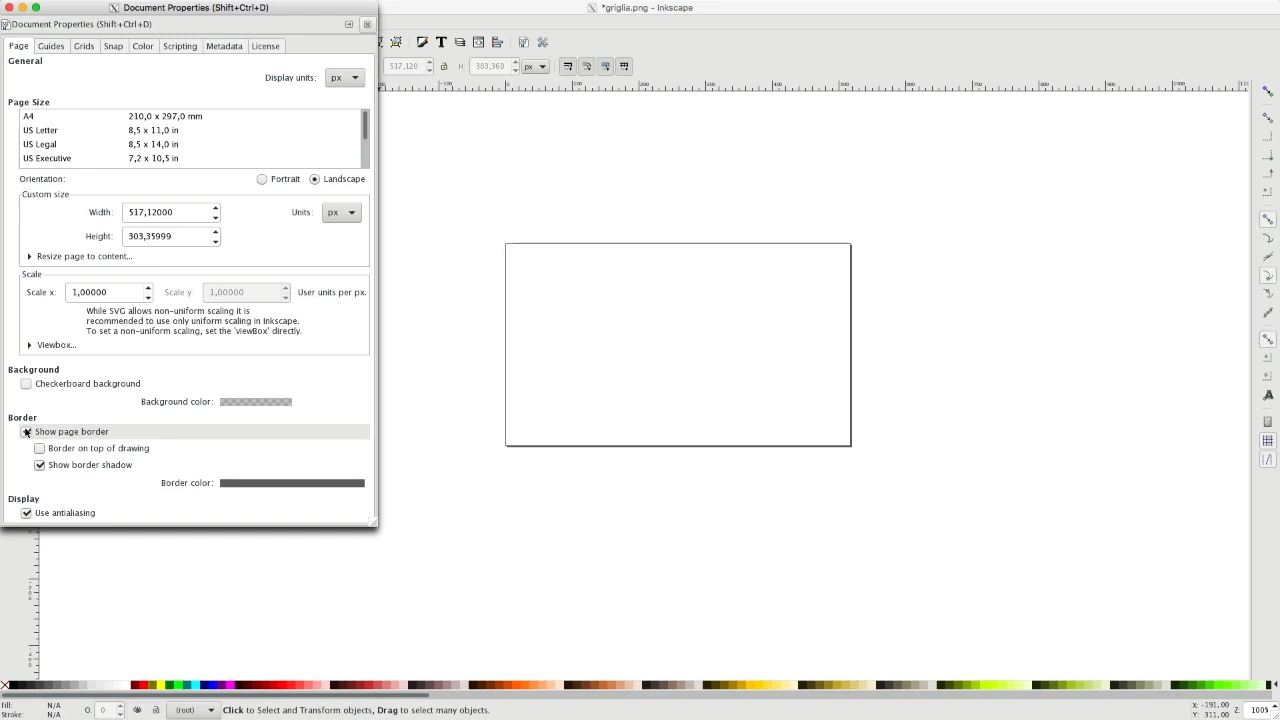 Document Properties (Shift+Ctrl+D)
*griglia.png - Inkscape
Document Properties (Shift+Ctrl+D)
Page Guides Grids Snap Color Scripting Metadata License
517,120 H: 303,360 px
General
Display units: px
Page Size
A4 210,0 x 297,0 mm
US Letter 8,5 x 11,0 in
US Legal 8,5 x 14,0 in
US Executive 7,2 x 10,5 in
Orientation: Portrait Landscape
Custom size
Width: 517,12000 Units: px
Height: 303,35999
Resize page to content...
Scale
Scale x: 1,00000 Scale y: 1,00000 User units per px.
While SVG allows non-uniform scaling it is
recommended to use only uniform scaling in Inkscape.
To set a non-uniform scaling, set the 'viewBox' directly.
Viewbox...
Background
Checkerboard background
Background color:
Border
Show page border
Border on top of drawing
Show border shadow
Border color:
Display
Use antialiasing
Fill: N/A
Stroke: N/A
O: 0
(root)
Click to Select and Transform objects, Drag to select many objects.
X: -191,00
Y: 311,00
Z: